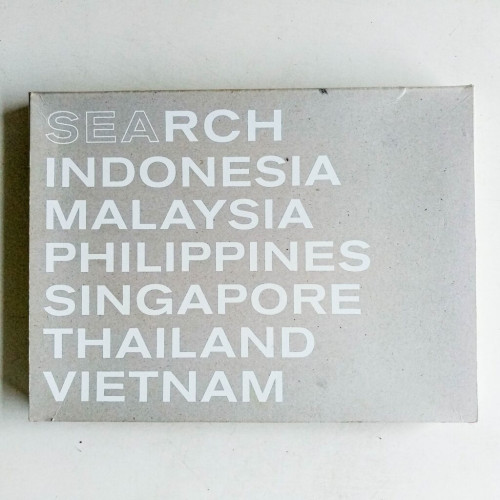 SEARCH
INDONESIA
MALAYSIA
PHILIPPINES
SINGAPORE
THAILAND
VIETNAM